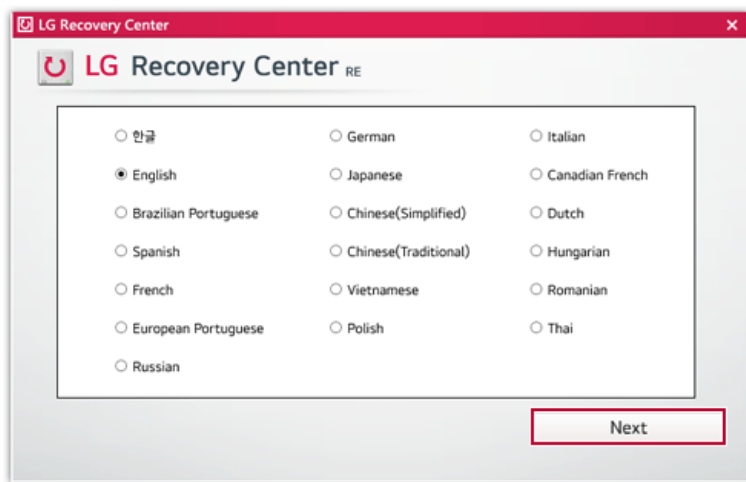 LG Recovery Center
LG Recovery Center RE
한글
German
Italian
English
Japanese
Canadian French
Brazilian Portuguese
Chinese(Simplified)
Dutch
Spanish
Chinese(Traditional)
Hungarian
French
Vietnamese
Romanian
European Portuguese
Polish
Thai
Russian
Next